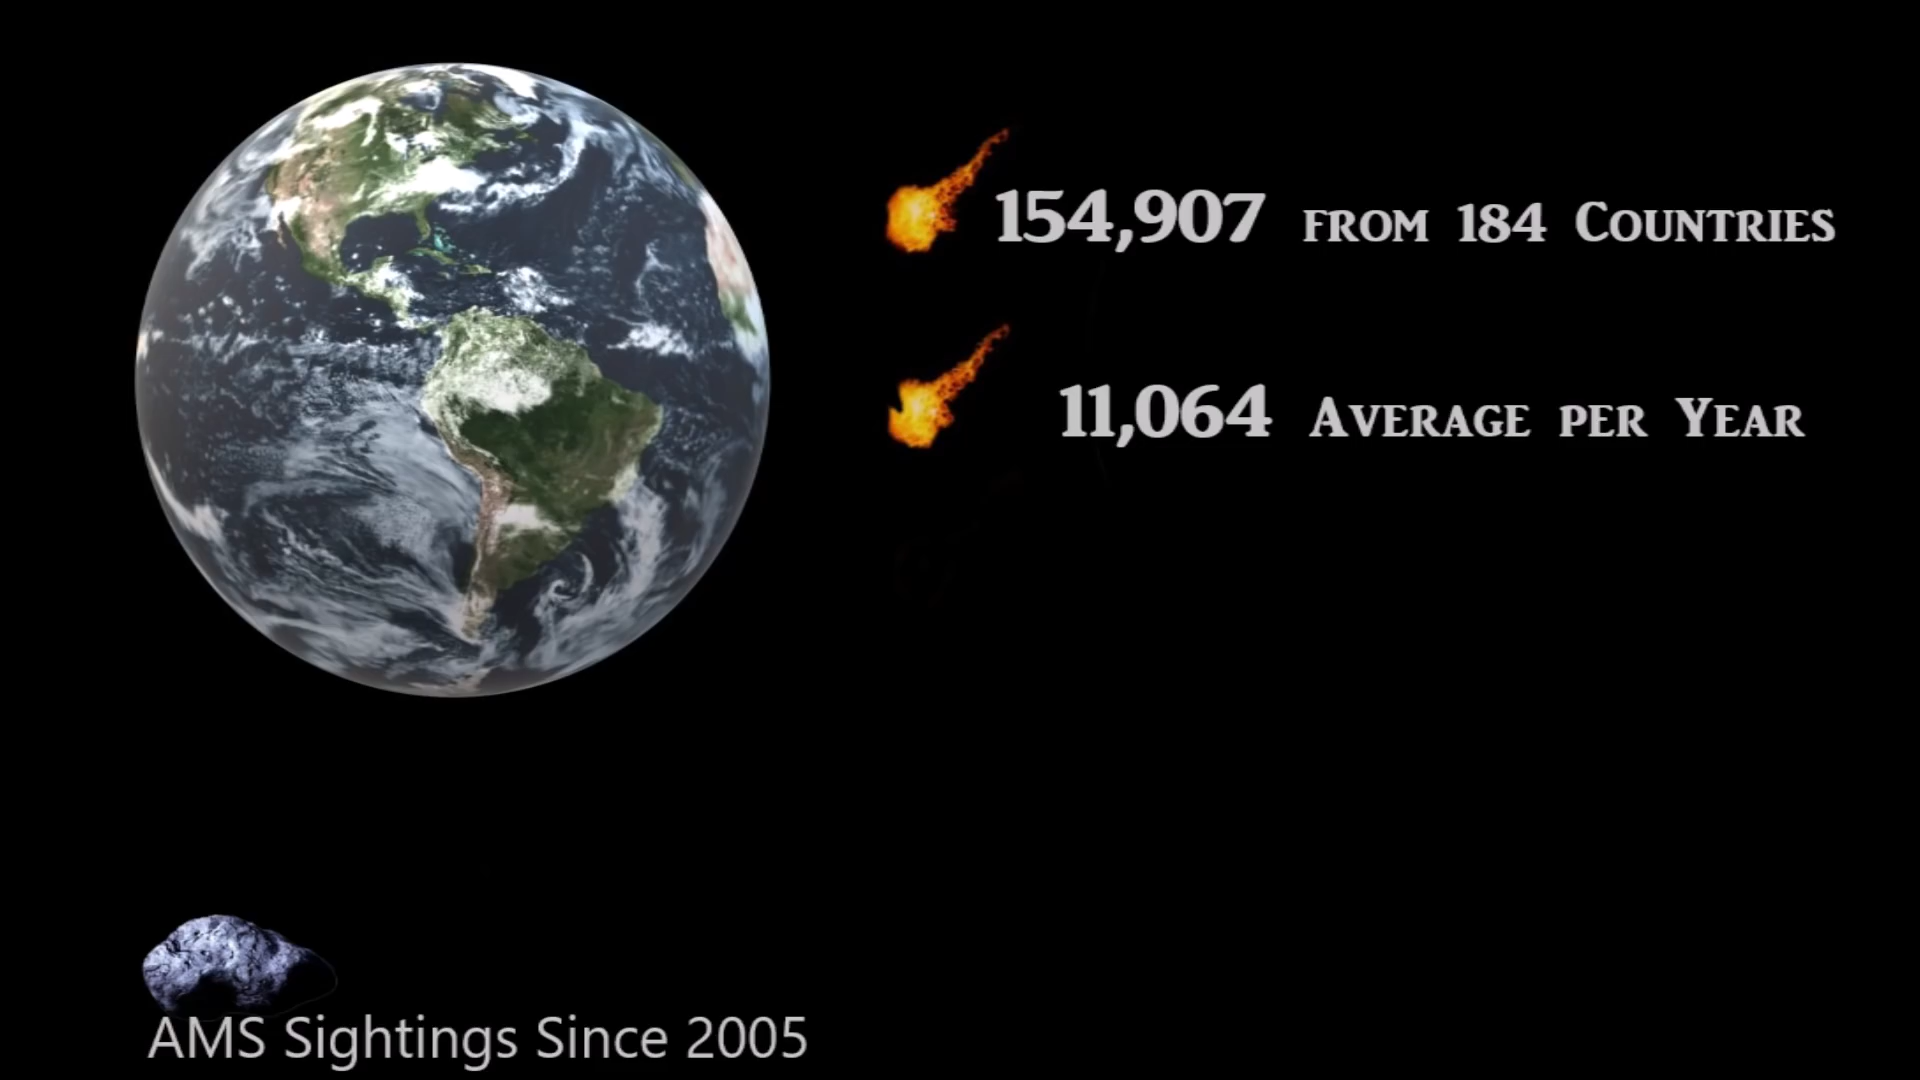 154,907 from 184 Countries
11,064 Average per Year
AMS Sightings Since 2005